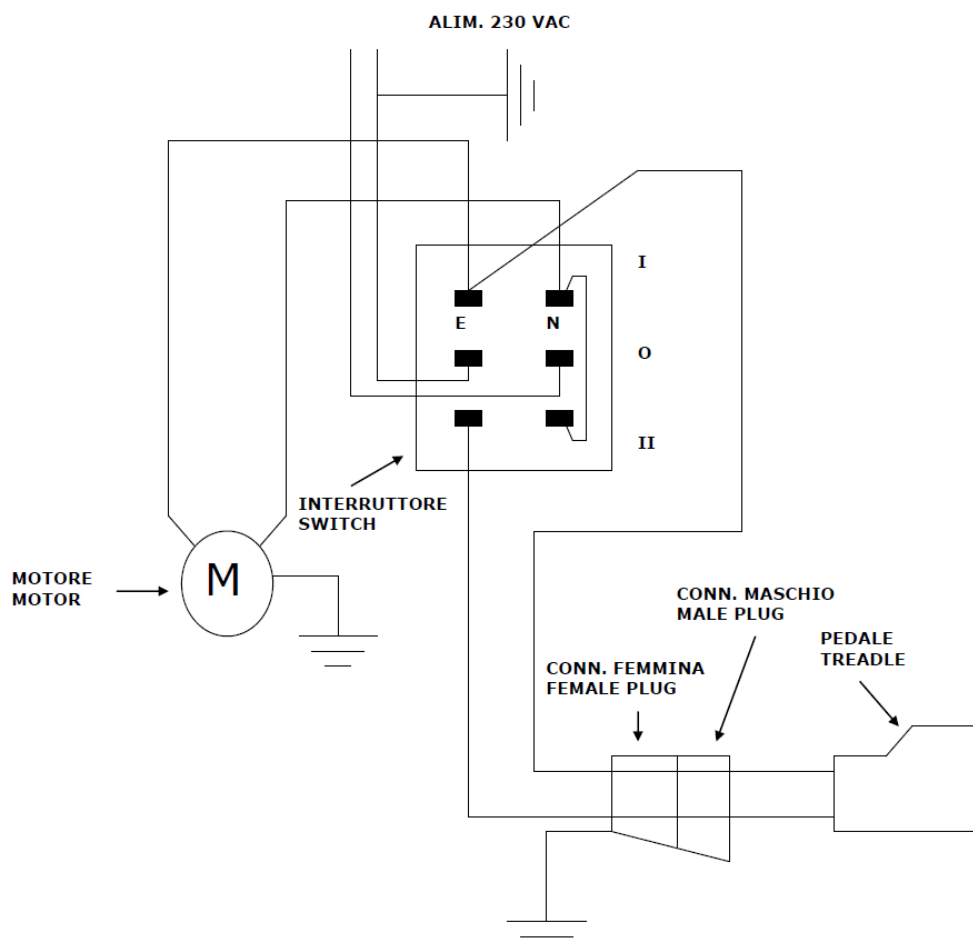 ALIM. 230 VAC
I
E
N
O
II
INTERRUTTORE
SWITCH
M
MOTORE
MOTOR
CONN. MASCHIO
MALE PLUG
PEDALE
TREADLE
CONN. FEMMINA
FEMALE PLUG